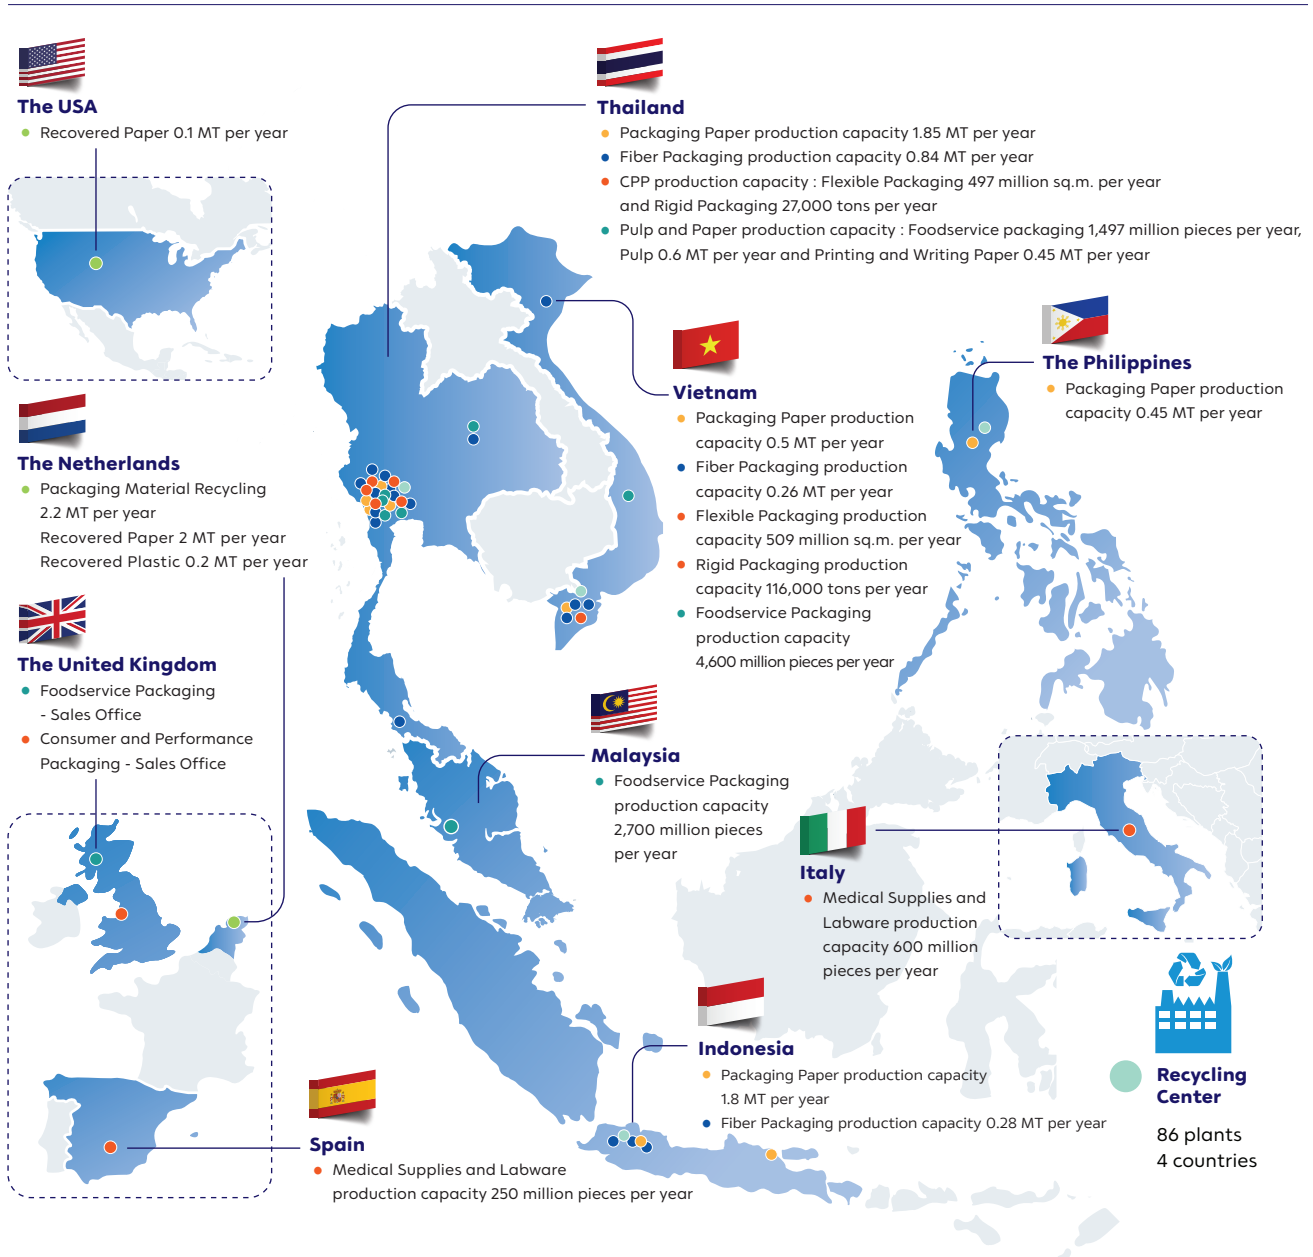 The USA
Recovered Paper 0.1 MT per year
Thailand
Packaging Paper production capacity 1.85 MT per year
Fiber Packaging production capacity 0.84 MT per year
CPP production capacity : Flexible Packaging 497 million sq.m. per year
and Rigid Packaging 27,000 tons per year
Pulp and Paper production capacity : Foodservice packaging 1,497 million pieces per year,
Pulp 0.6 MT per year and Printing and Writing Paper 0.45 MT per year
The Philippines
Packaging Paper production
capacity 0.45 MT per year
Vietnam
Packaging Paper production
capacity 0.5 MT per year
Fiber Packaging production
capacity 0.26 MT per year
Flexible Packaging production
capacity 509 million sq.m. per year
Rigid Packaging production
capacity 116,000 tons per year
Foodservice Packaging
production capacity
4,600 million pieces per year
The Netherlands
Packaging Material Recycling
2.2 MT per year
Recovered Paper 2 MT per year
Recovered Plastic 0.2 MT per year
The United Kingdom
Foodservice Packaging
- Sales Office
Consumer and Performance
Packaging - Sales Office
Malaysia
Foodservice Packaging
production capacity
2,700 million pieces
per year
Italy
Medical Supplies and
Labware production
capacity 600 million
pieces per year
Indonesia
Packaging Paper production capacity
1.8 MT per year
Fiber Packaging production capacity 0.28 MT per year
Spain
Medical Supplies and Labware
production capacity 250 million pieces per year
Recycling
Center
86 plants
4 countries